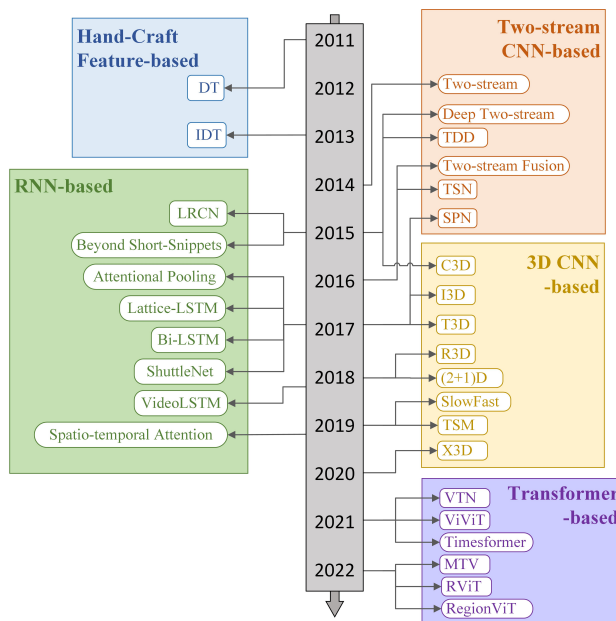 Hand-Craft
Feature-based
DT
IDT
RNN-based
LRCN
Beyond Short-Snippets
Attentional Pooling
Lattice-LSTM
Bi-LSTM
ShuttleNet
VideoLSTM
Spatio-temporal Attention
2011
2012
2013
2014
2015
2016
2017
2018
2019
2020
2021
2022
Two-stream
CNN-based
Two-stream
Deep Two-stream
TDD
Two-stream Fusion
TSN
SPN
3D CNN
-based
C3D
I3D
T3D
R3D
(2+1)D
SlowFast
TSM
X3D
Transformer
-based
VTN
ViViT
Timesformer
MTV
RViT
RegionViT